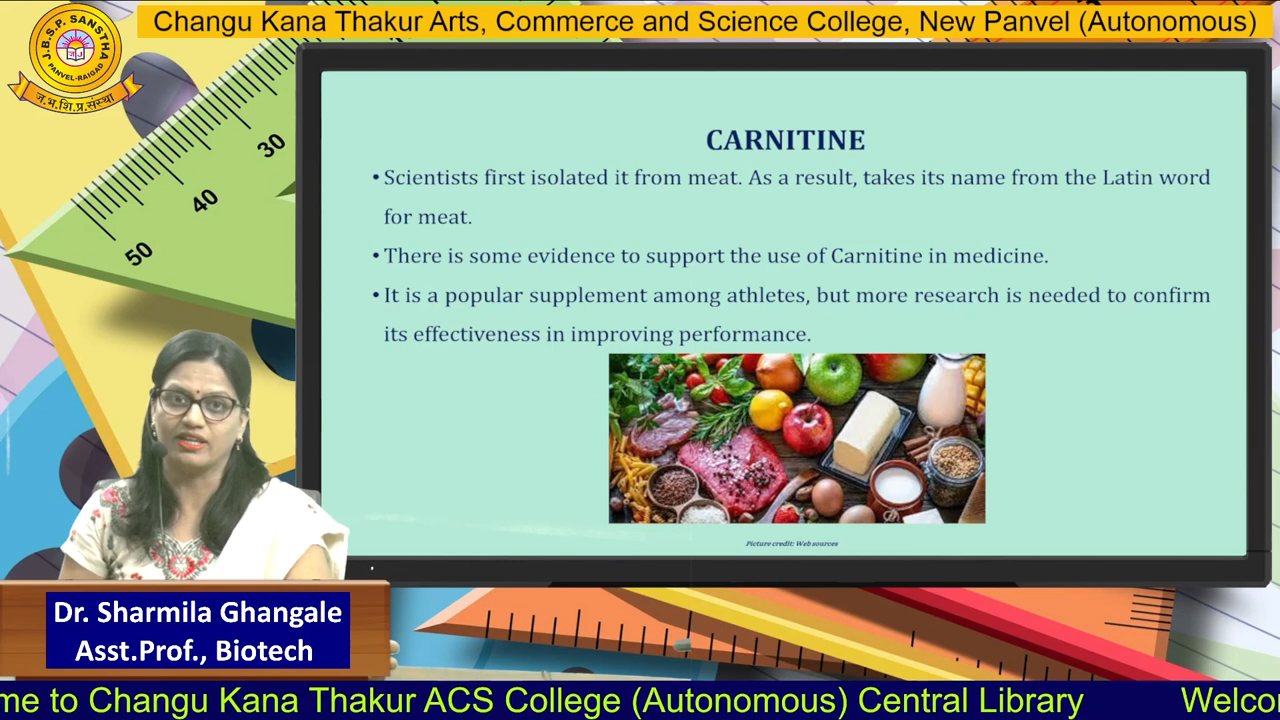 Changu Kana Thakur Arts, Commerce and Science College, New Panvel (Autonomous)
J.B.S.P. SANSTHA
PANVEL-RAIGAD
ज.भ.शि.प्र.संस्था
30
40
50
CARNITINE
• Scientists first isolated it from meat. As a result, takes its name from the Latin word
for meat.
• There is some evidence to support the use of Carnitine in medicine.
• It is a popular supplement among athletes, but more research is needed to confirm
its effectiveness in improving performance.
Picture credit: Web sources
Dr. Sharmila Ghangale
Asst.Prof., Biotech
me to Changu Kana Thakur ACS College (Autonomous) Central Library Welco